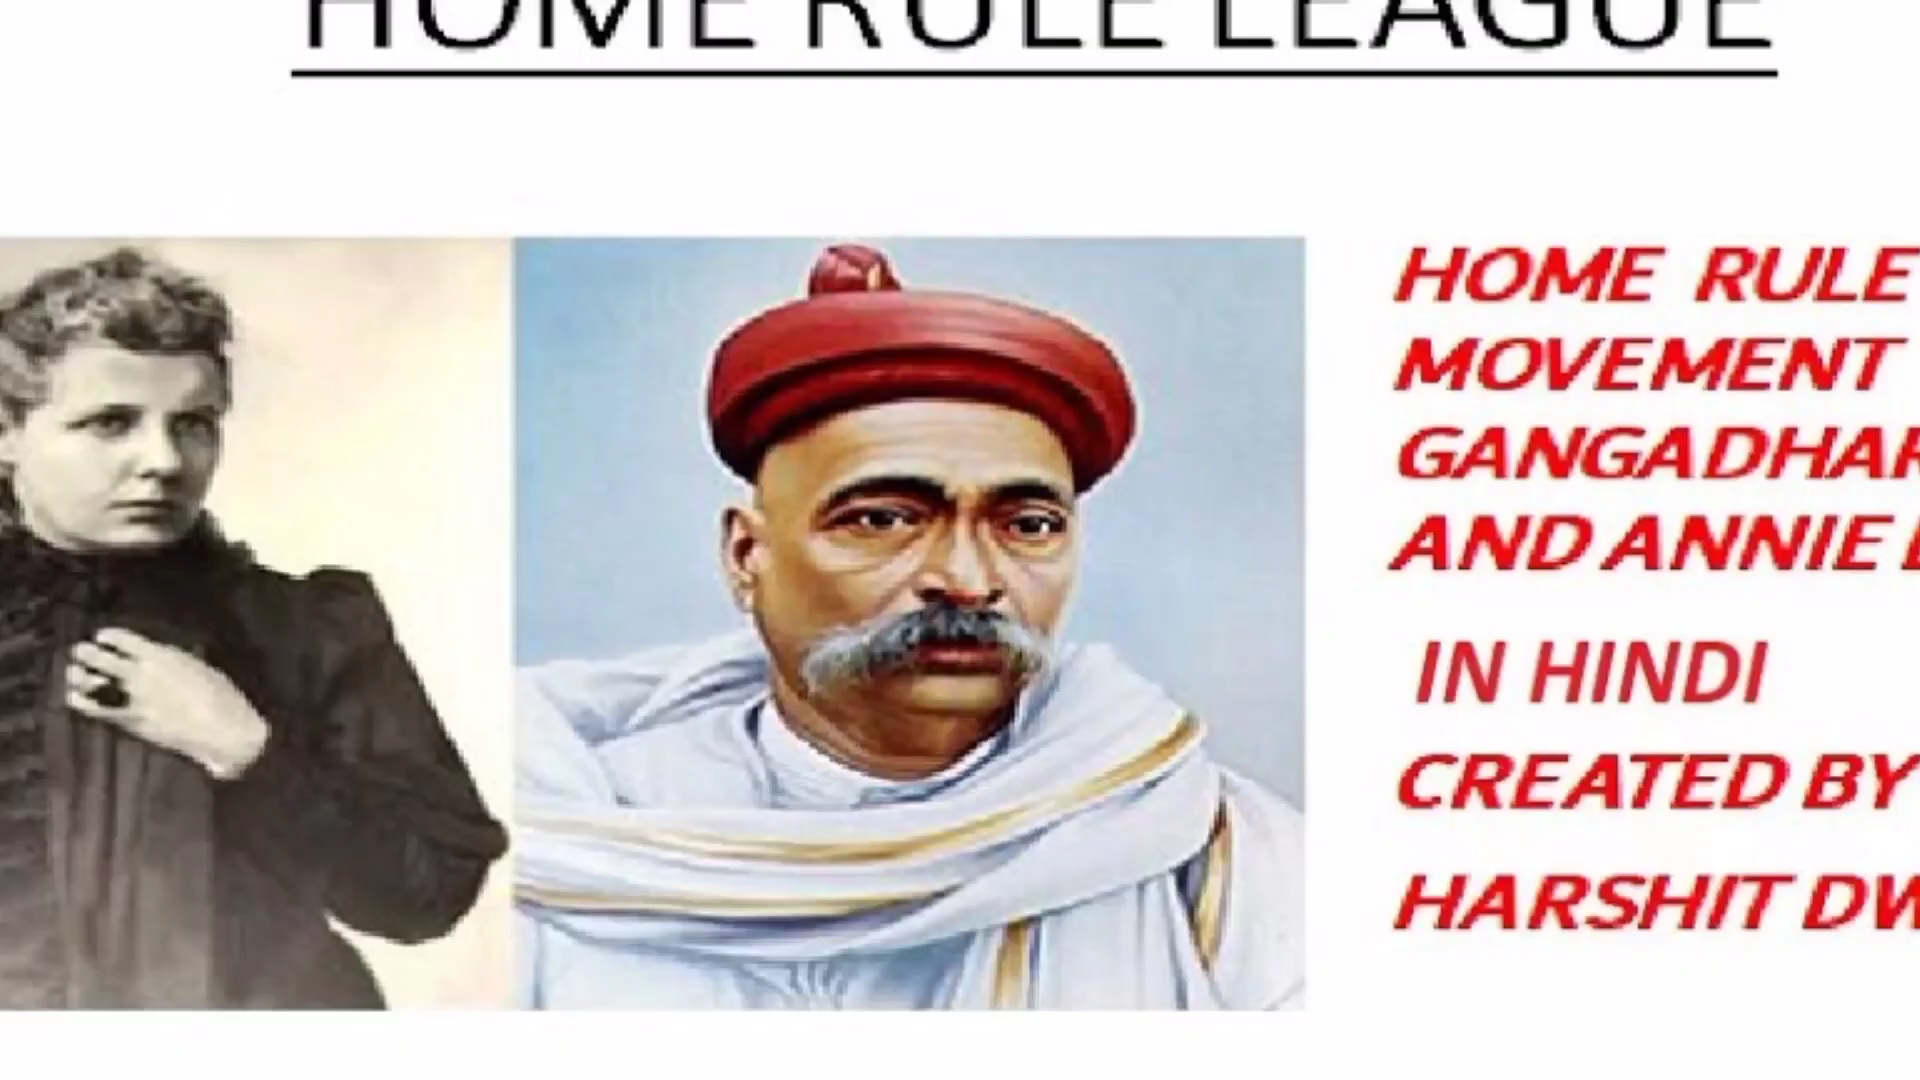 HOME RULE LEAGUE
HOME RULE
MOVEMENT
GANGADHAR
AND ANNIE
IN HINDI
CREATED BY
HARSHIT